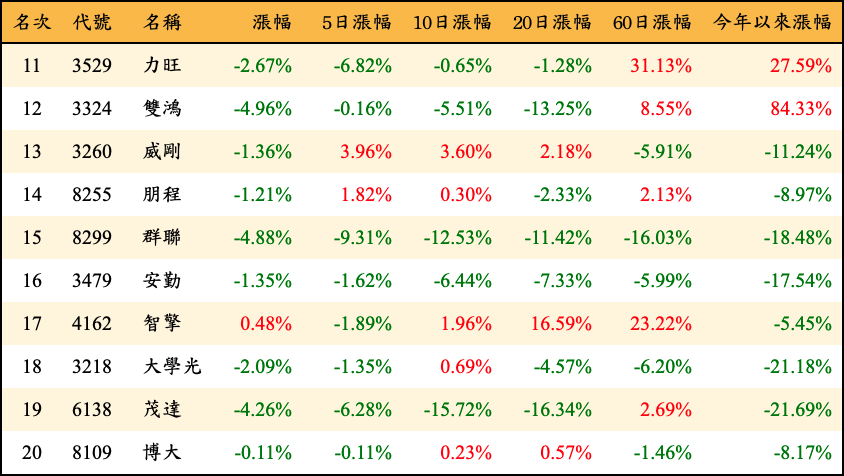 名次 代號 名稱 漲幅 5日漲幅 10日漲幅 20日漲幅 60日漲幅 今年以來漲幅
11 3529 力旺 -2.67% -6.82% -0.65% -1.28% 31.13% 27.59%
12 3324 雙鴻 -4.96% -0.16% -5.51% -13.25% 8.55% 84.33%
13 3260 威剛 -1.36% 3.96% 3.60% 2.18% -5.91% -11.24%
14 8255 朋程 -1.21% 1.82% 0.30% -2.33% 2.13% -8.97%
15 8299 群聯 -4.88% -9.31% -12.53% -11.42% -16.03% -18.48%
16 3479 安勤 -1.35% -1.62% -6.44% -7.33% -5.99% -17.54%
17 4162 智擎 0.48% -1.89% 1.96% 16.59% 23.22% -5.45%
18 3218 大學光 -2.09% -1.35% 0.69% -4.57% -6.20% -21.18%
19 6138 茂達 -4.26% -6.28% -15.72% -16.34% 2.69% -21.69%
20 8109 博大 -0.11% -0.11% 0.23% 0.57% -1.46% -8.17%